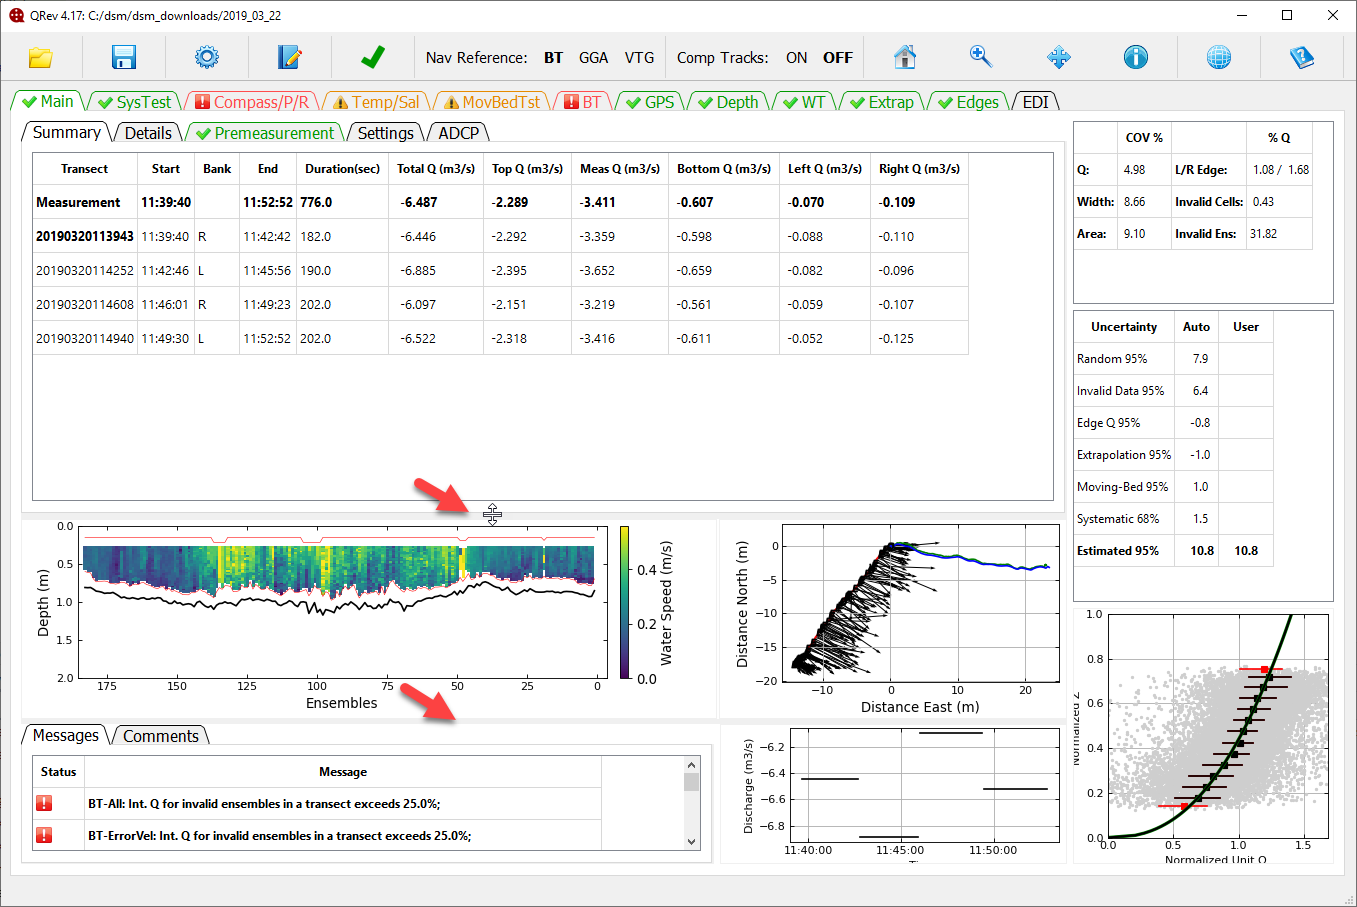 QRev 4.17: C:/dsm/dsm_downloads/2019_03_22
Nav Reference: BT GGA VTG Comp Tracks: ON OFF
Main SysTest Compass/P/R Temp/Sal MovBedTst BT GPS Depth WT Extrap Edges EDI
Summary Details Premeasurement Settings ADCP
Transect Start Bank End Duration(sec) Total Q (m3/s) Top Q (m3/s) Meas Q (m3/s) Bottom Q (m3/s) Left Q (m3/s) Right Q (m3/s)
Measurement 11:39:40 11:52:52 776.0 -6.487 -2.289 -3.411 -0.607 -0.070 -0.109
20190320113943 11:39:40 R 11:42:42 182.0 -6.446 -2.292 -3.359 -0.598 -0.088 -0.110
20190320114252 11:42:46 L 11:45:56 190.0 -6.885 -2.395 -3.652 -0.659 -0.082 -0.096
20190320114608 11:46:01 R 11:49:23 202.0 -6.097 -2.151 -3.219 -0.561 -0.059 -0.107
20190320114940 11:49:30 L 11:52:52 202.0 -6.522 -2.318 -3.416 -0.611 -0.052 -0.125
COV % % Q
Q: 4.98 L/R Edge: 1.08 / 1.68
Width: 8.66 Invalid Cells: 0.43
Area: 9.10 Invalid Ens: 31.82
Uncertainty Auto User
Random 95% 7.9
Invalid Data 95% 6.4
Edge Q 95% -0.8
Extrapolation 95% -1.0
Moving-Bed 95% 1.0
Systematic 68% 1.5
Estimated 95% 10.8 10.8
Depth (m)
0.0
0.5
1.0
1.5
2.0
175 150 125 100 75 50 25 0
Ensembles
0.4
0.2
0.0
Water Speed (m/s)
Distance North (m)
0
−5
−10
−15
−20
−10 0 10 20
Distance East (m)
Messages Comments
Status Message
BT-All: Int. Q for invalid ensembles in a transect exceeds 25.0%;
BT-ErrorVel: Int. Q for invalid ensembles in a transect exceeds 25.0%;
Discharge (m3/s)
−6.2
−6.4
−6.6
−6.8
11:40:00 11:45:00 11:50:00
1.0
0.8
0.6
0.4
0.2
0.0
0.0 0.5 1.0 1.5
Normalized Z
Normalized Unit Q